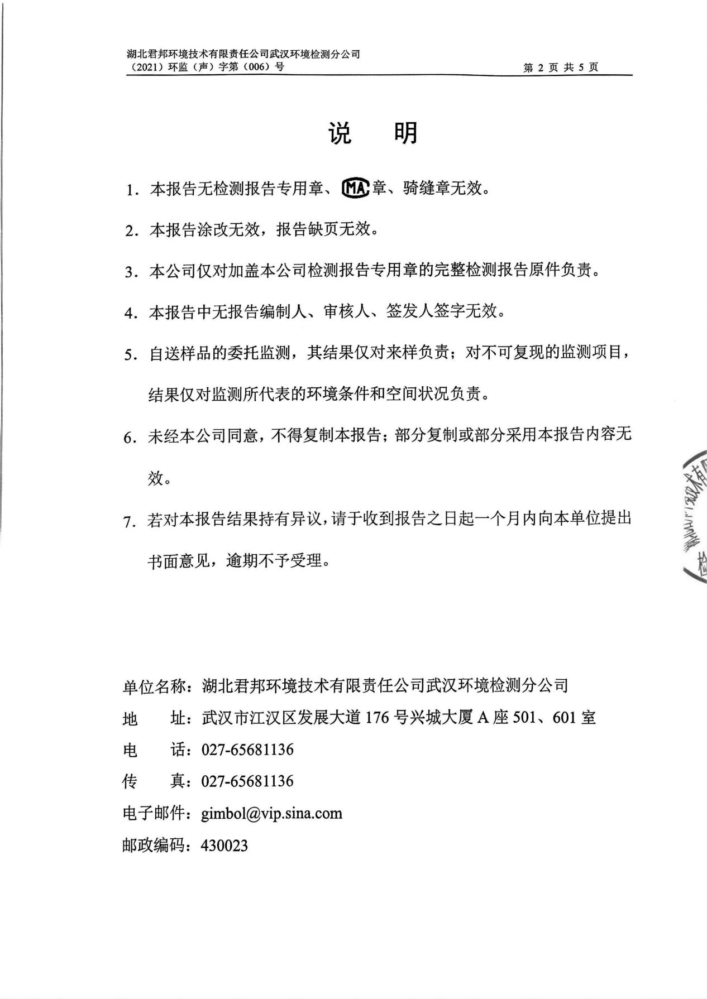 湖北君邦环境技术有限责任公司武汉环境检测分公司
（2021）环监（声）字第（006）号
第 2 页 共 5 页
说 明
1. 本报告无检测报告专用章、MA章、骑缝章无效。
2. 本报告涂改无效，报告缺页无效。
3. 本公司仅对加盖本公司检测报告专用章的完整检测报告原件负责。
4. 本报告中无报告编制人、审核人、签发人签字无效。
5. 自送样品的委托监测，其结果仅对来样负责；对不可复现的监测项目，
结果仅对监测所代表的环境条件和空间状况负责。
6. 未经本公司同意，不得复制本报告；部分复制或部分采用本报告内容无
效。
7. 若对本报告结果持有异议，请于收到报告之日起一个月内向本单位提出
书面意见，逾期不予受理。
术有
检
单位名称：湖北君邦环境技术有限责任公司武汉环境检测分公司
地 址：武汉市江汉区发展大道 176 号兴城大厦 A 座 501、601 室
电 话：027-65681136
传 真：027-65681136
电子邮件：gimbol@vip.sina.com
邮政编码：430023